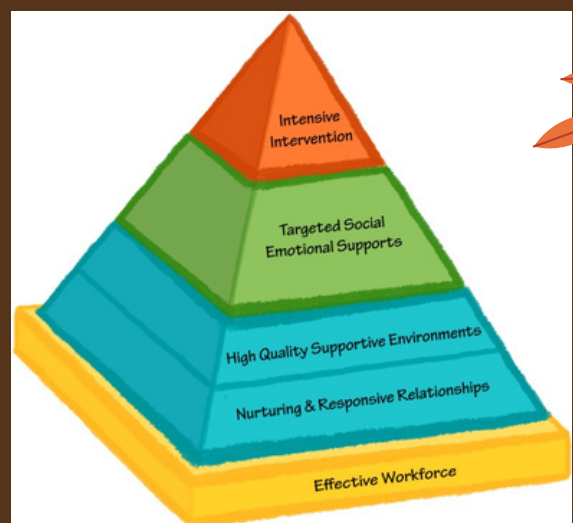 Intensive
Intervention
Targeted Social
Emotional Supports
High Quality Supportive Environments
Nurturing & Responsive Relationships
Effective Workforce